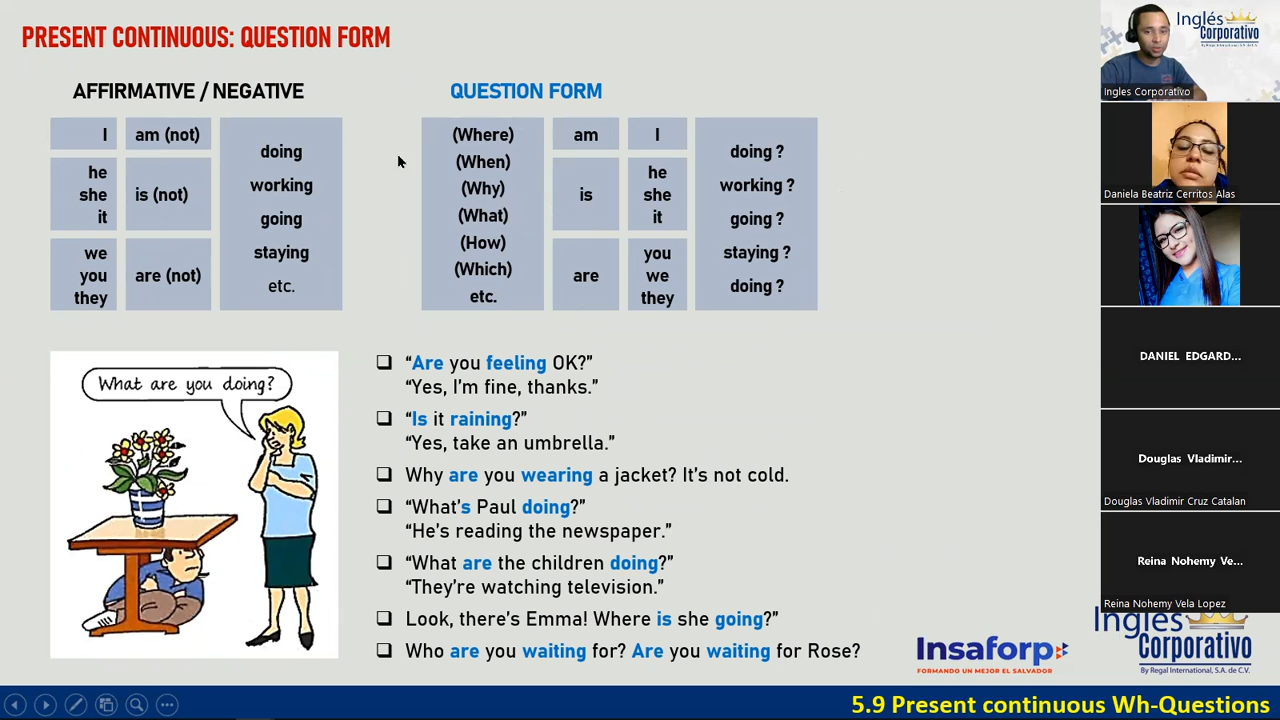 PRESENT CONTINUOUS: QUESTION FORM
AFFIRMATIVE / NEGATIVE
I
am (not)
he
she
it
is (not)
we
you
they
are (not)
doing
working
going
staying
etc.
QUESTION FORM
(Where)
(When)
(Why)
(What)
(How)
(Which)
etc.
am
is
are
I
he
she
it
you
we
they
doing ?
working ?
going ?
staying ?
doing ?
What are you doing?
“Are you feeling OK?”
“Yes, I’m fine, thanks.”
“Is it raining?”
“Yes, take an umbrella.”
Why are you wearing a jacket? It’s not cold.
“What’s Paul doing?”
“He’s reading the newspaper.”
“What are the children doing?”
“They’re watching television.”
Look, there’s Emma! Where is she going?”
Who are you waiting for? Are you waiting for Rose?
Insaforp
FORMANDO UN MEJOR EL SALVADOR
Inglés
Corporativo
By Regal International, S.A. de C.V.
5.9 Present continuous Wh-Questions
Inglés
Corporativo
By Regal International, S.A. de C.V.
Ingles Corporativo
Daniela Beatriz Cerritos Alas
DANIEL EDGARD...
Douglas Vladimir...
Douglas Vladimir Cruz Catalan
Reina Nohemy Ve...
Reina Nohemy Vela Lopez